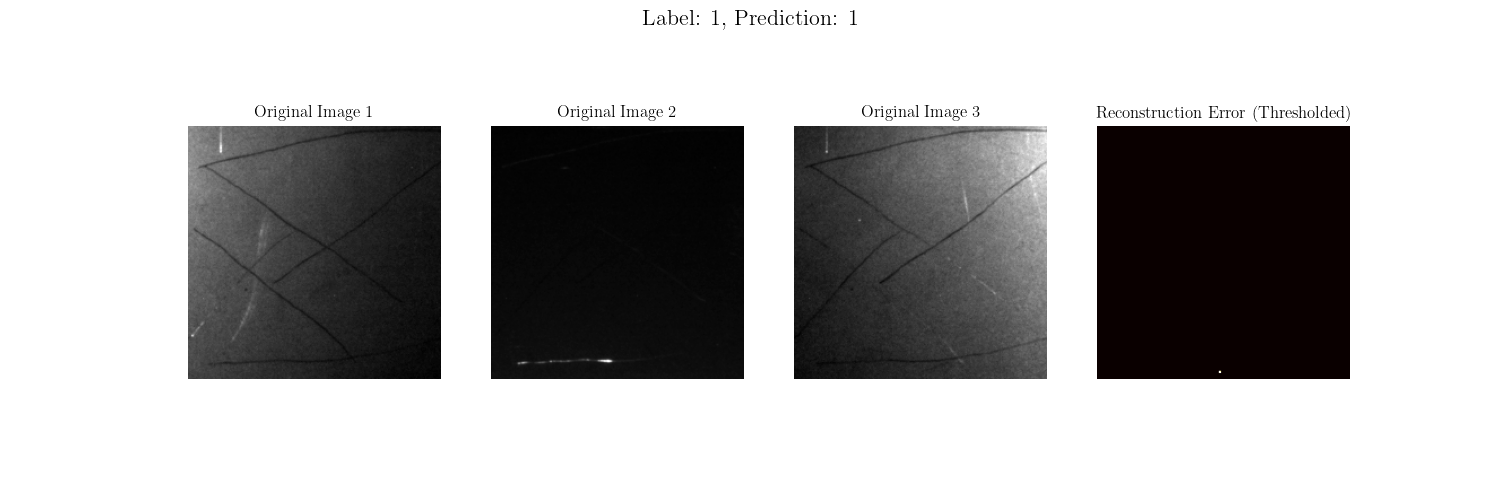 Label: 1, Prediction: 1
Original Image 1
Original Image 2
Original Image 3
Reconstruction Error (Thresholded)